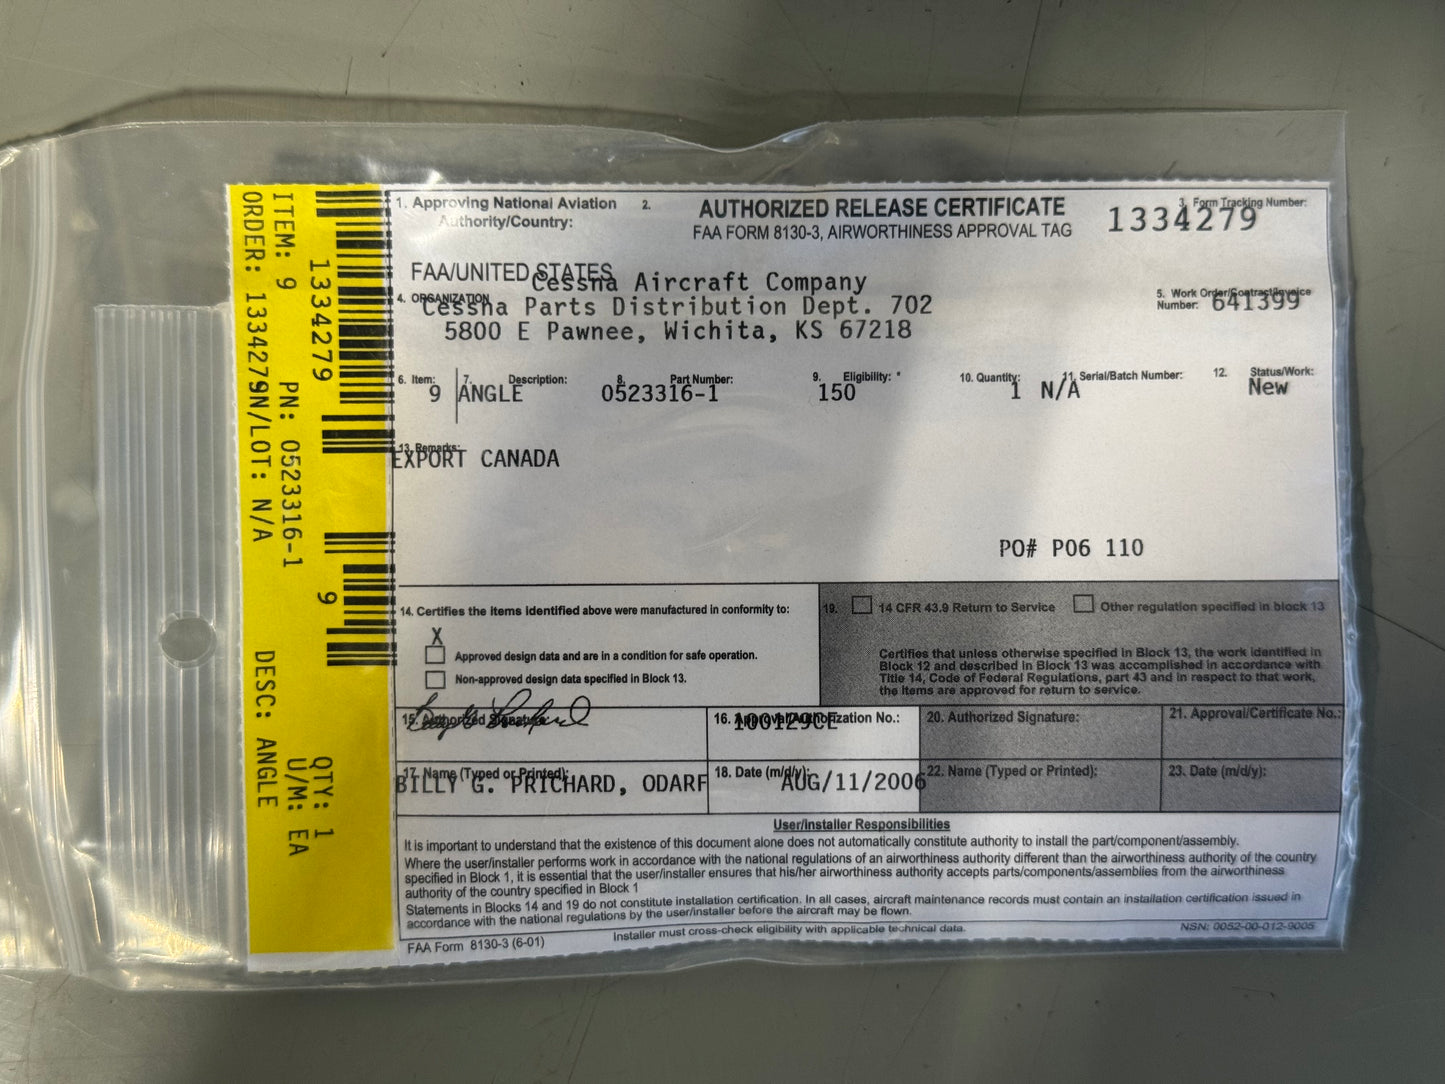 ITEM: 9
ORDER: 1334279
N/LOT: N/A
PN: 0523316-1
1334279
9
DESC: ANGLE
QTY: 1
U/M: EA
1. Approving National Aviation
Authority/Country:
FAA/UNITED STATES
2.
AUTHORIZED RELEASE CERTIFICATE
FAA FORM 8130-3, AIRWORTHINESS APPROVAL TAG
3. Form Tracking Number:
1334279
4. ORGANIZATION
Cessna Aircraft Company
Cessna Parts Distribution Dept. 702
5800 E Pawnee, Wichita, KS 67218
5. Work Order/Contract/Invoice
Number: 641399
6. Item:
9
7. Description:
ANGLE
8. Part Number:
0523316-1
9. Eligibility: *
150
10. Quantity:
1
11. Serial/Batch Number:
N/A
12. Status/Work:
New
13. Remarks:
EXPORT CANADA
PO# P06 110
14. Certifies the items identified above were manufactured in conformity to:
X
Approved design data and are in a condition for safe operation.
Non-approved design data specified in Block 13.
19. 14 CFR 43.9 Return to Service Other regulation specified in block 13
Certifies that unless otherwise specified in Block 13, the work identified in
Block 12 and described in Block 13 was accomplished in accordance with
Title 14, Code of Federal Regulations, part 43 and in respect to that work,
the items are approved for return to service.
15. Authorized Signature:
16. Approval/Authorization No.:
100129CE
20. Authorized Signature:
21. Approval/Certificate No.:
17. Name (Typed or Printed):
BILLY G. PRICHARD, ODARF
18. Date (m/d/y):
AUG/11/2006
22. Name (Typed or Printed):
23. Date (m/d/y):
User/installer Responsibilities
It is important to understand that the existence of this document alone does not automatically constitute authority to install the part/component/assembly.
Where the user/installer performs work in accordance with the national regulations of an airworthiness authority different than the airworthiness authority of the country
specified in Block 1, it is essential that the user/installer ensures that his/her airworthiness authority accepts parts/components/assemblies from the airworthiness
authority of the country specified in Block 1
Statements in Blocks 14 and 19 do not constitute installation certification. In all cases, aircraft maintenance records must contain an installation certification issued in
accordance with the national regulations by the user/installer before the aircraft may be flown.
FAA Form 8130-3 (6-01)
Installer must cross-check eligibility with applicable technical data.
NSN: 0052-00-012-9005